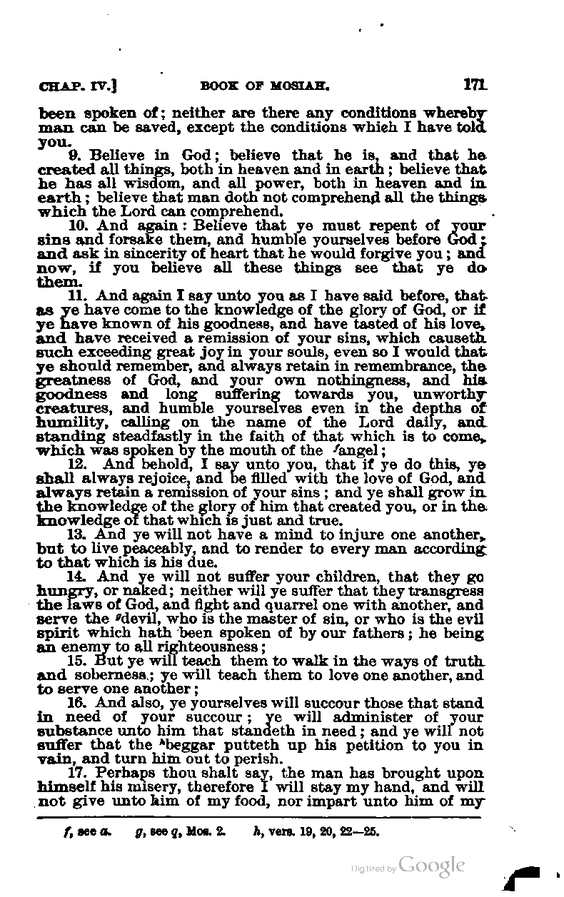 CHAP. IV.] BOOK OF MOSIAH. 171
been spoken of; neither are there any conditions whereby
man can be saved, except the conditions which I have told
you.
9. Believe in God; believe that he is, and that he
created all things, both in heaven and in earth; believe that
he has all wisdom, and all power, both in heaven and in
earth; believe that man doth not comprehend all the things
which the Lord can comprehend.
10. And again: Believe that ye must repent of your
sins and forsake them, and humble yourselves before God;
and ask in sincerity of heart that he would forgive you; and
now, if you believe all these things see that ye do
them.
11. And again I say unto you as I have said before, that
as ye have come to the knowledge of the glory of God, or if
ye have known of his goodness, and have tasted of his love,
and have received a remission of your sins, which causeth
such exceeding great joy in your souls, even so I would that
ye should remember, and always retain in remembrance, the
greatness of God, and your own nothingness, and his
goodness and long suffering towards you, unworthy
creatures, and humble yourselves even in the depths of
humility, calling on the name of the Lord daily, and
standing steadfastly in the faith of that which is to come,
which was spoken by the mouth of the f angel;
12. And behold, I say unto you, that if ye do this, ye
shall always rejoice, and be filled with the love of God, and
always retain a remission of your sins; and ye shall grow in
the knowledge of the glory of him that created you, or in the
knowledge of that which is just and true.
13. And ye will not have a mind to injure one another,
but to live peaceably, and to render to every man according
to that which is his due.
14. And ye will not suffer your children, that they go
hungry, or naked; neither will ye suffer that they transgress
the laws of God, and fight and quarrel one with another, and
serve the g devil, who is the master of sin, or who is the evil
spirit which hath been spoken of by our fathers; he being
an enemy to all righteousness;
15. But ye will teach them to walk in the ways of truth
and soberness; ye will teach them to love one another, and
to serve one another;
16. And also, ye yourselves will succour those that stand
in need of your succour; ye will administer of your
substance unto him that standeth in need; and ye will not
suffer that the h beggar putteth up his petition to you in
vain, and turn him out to perish.
17. Perhaps thou shalt say, the man has brought upon
himself his misery, therefore I will stay my hand, and will
not give unto him of my food, nor impart unto him of my
f, see a. g, see q, Mos. 2. h, vers. 19, 20, 22—25.
Digitized by Google